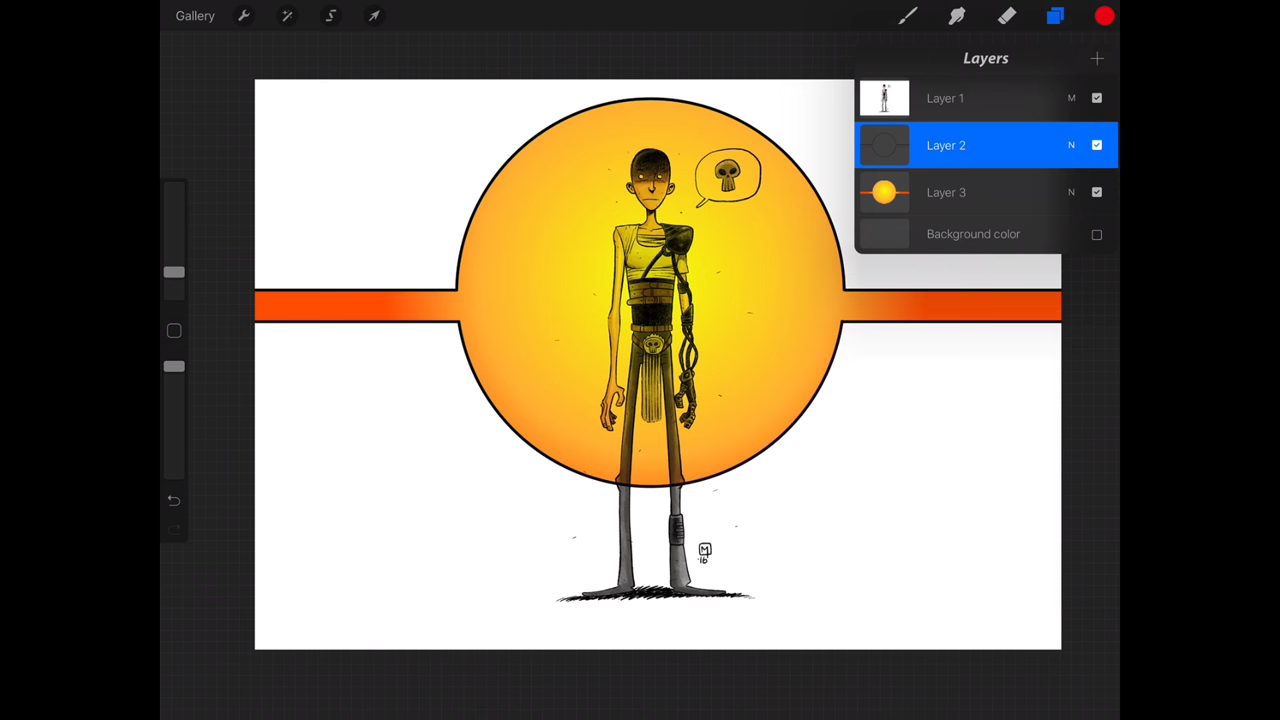 Gallery
Layers
Layer 1 M
Layer 2 N
Layer 3 N
Background color
M
'16